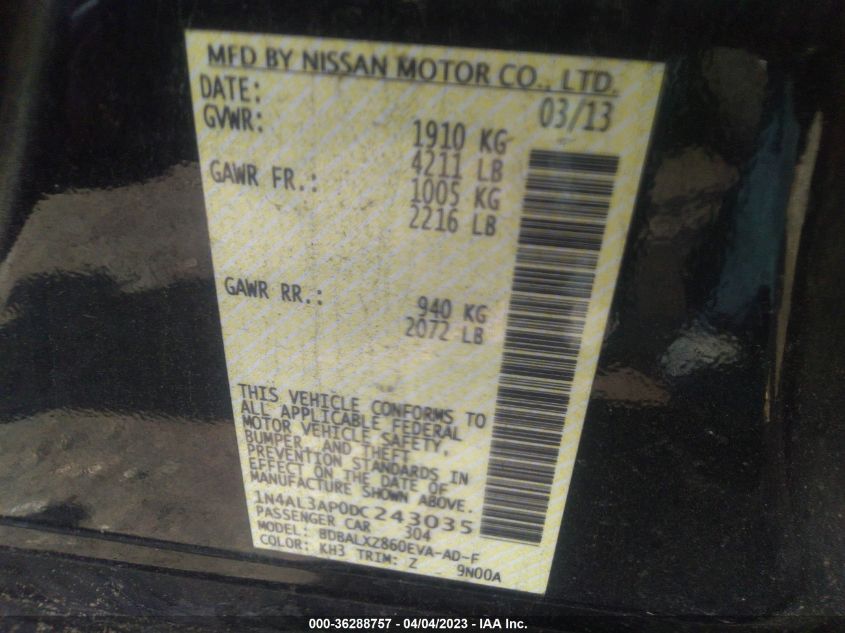 MFD BY NISSAN MOTOR CO., LTD.
DATE: 03/13
GVWR: 1910 KG
4211 LB
GAWR FR.: 1005 KG
2216 LB
GAWR RR.: 940 KG
2072 LB
THIS VEHICLE CONFORMS TO
ALL APPLICABLE FEDERAL
MOTOR VEHICLE SAFETY,
BUMPER, AND THEFT
PREVENTION STANDARDS IN
EFFECT ON THE DATE OF
MANUFACTURE SHOWN ABOVE.
1N4AL3AP0DC243035
PASSENGER CAR 304
MODEL: BDBALXZ860EVA-AD-F
COLOR: KH3 TRIM: Z 9N00A
000-36288757 - 04/04/2023 - IAA Inc.